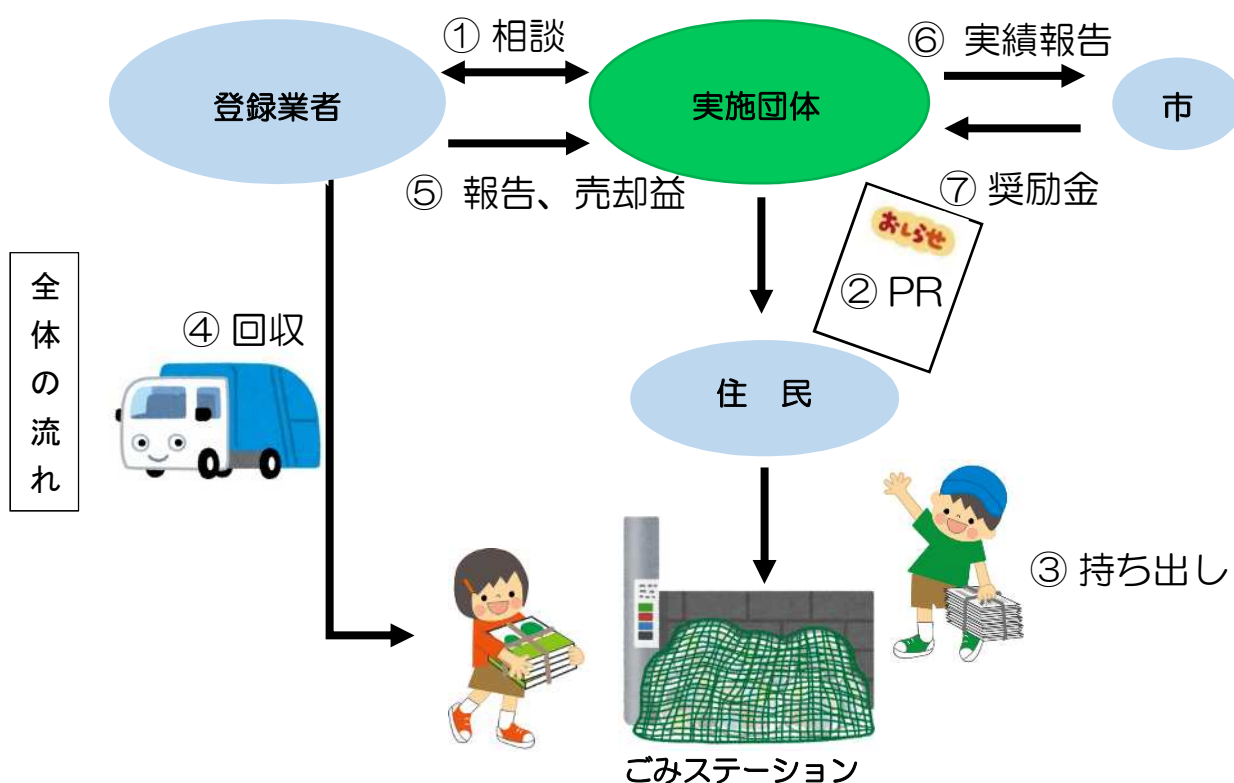 ① 相談
⑥ 実績報告
登録業者
実施団体
市
⑤ 報告、売却益
⑦ 奨励金
おしらせ
② PR
全体の流れ
④ 回収
住 民
③ 持ち出し
ごみステーション